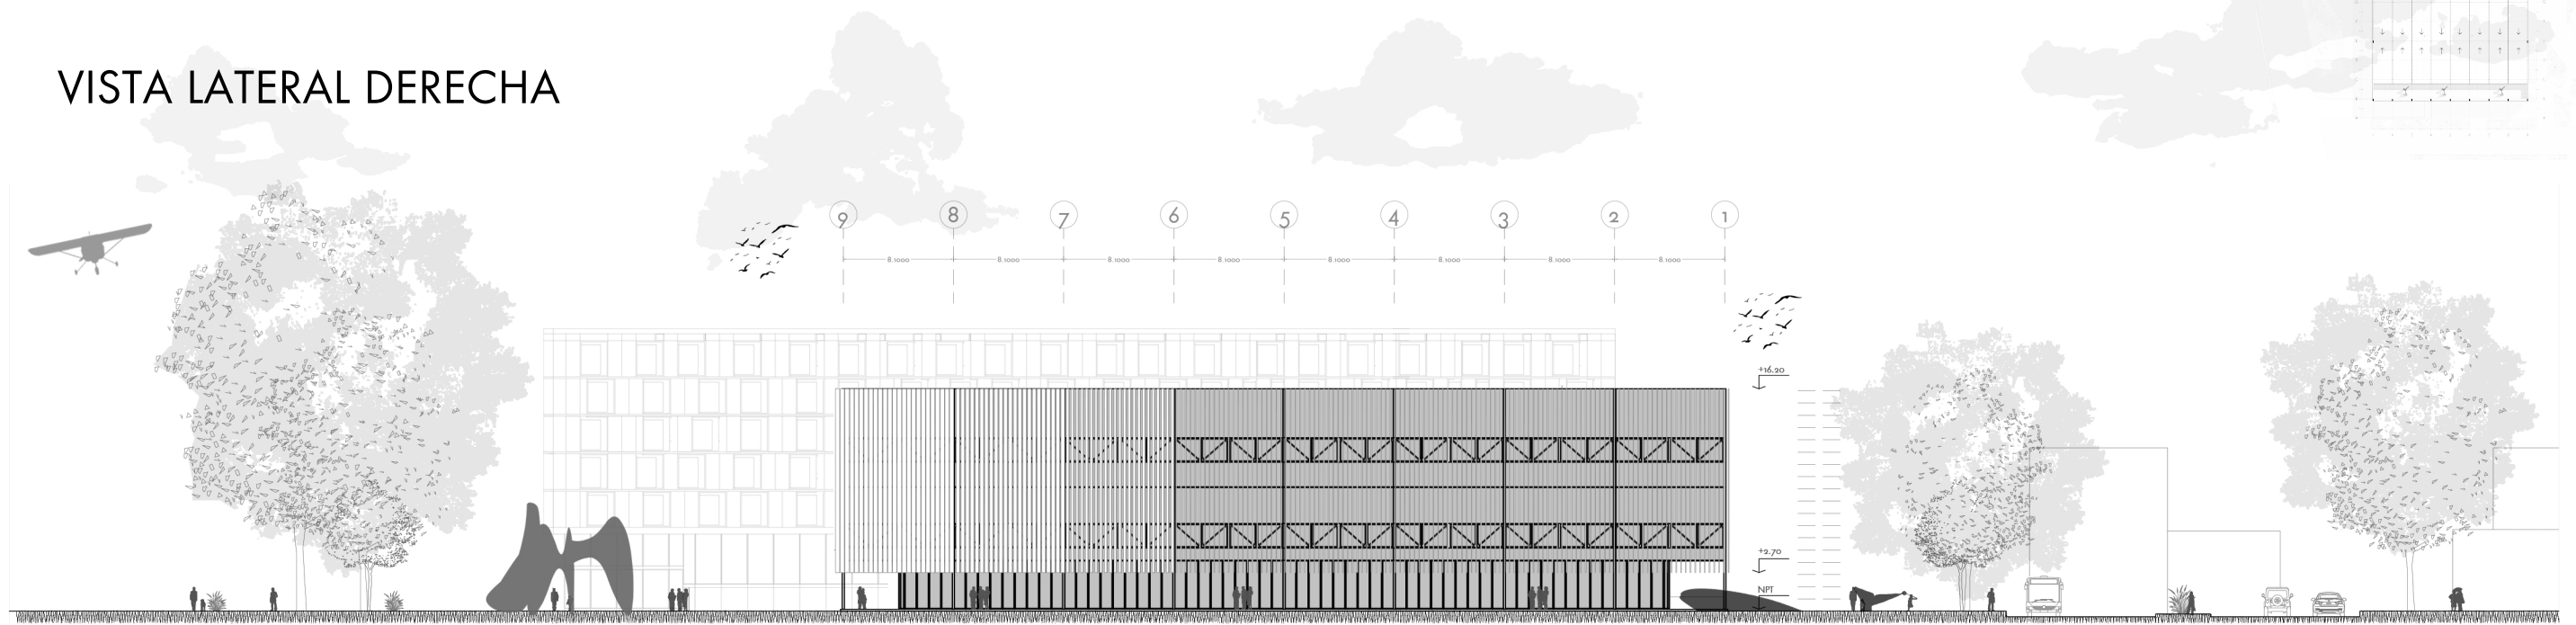 VISTA LATERAL DERECHA
9 8 7 6 5 4 3 2 1
8.1000 8.1000 8.1000 8.1000 8.1000 8.1000 8.1000 8.1000
+16.20
+2.70
NPT